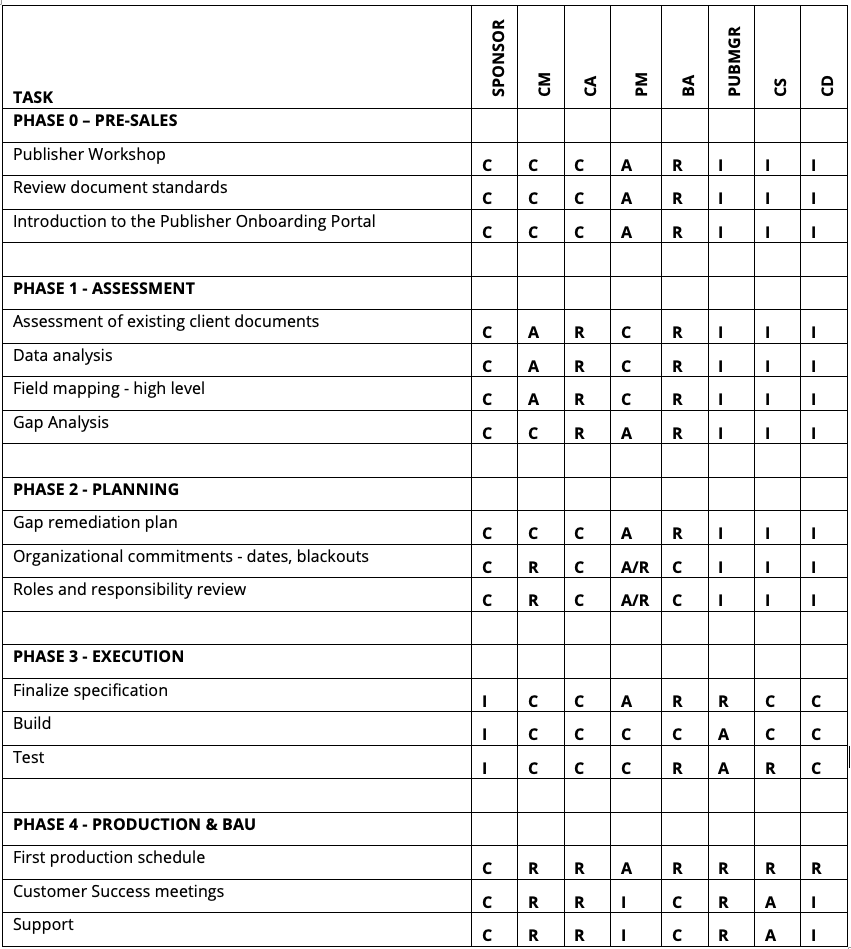 TASK SPONSOR CM CA PM BA PUBMGR CS CD
PHASE 0 – PRE-SALES
Publisher Workshop C C C A R I I I
Review document standards C C C A R I I I
Introduction to the Publisher Onboarding Portal C C C A R I I I
PHASE 1 - ASSESSMENT
Assessment of existing client documents C A R C R I I I
Data analysis C A R C R I I I
Field mapping - high level C A R C R I I I
Gap Analysis C C R A R I I I
PHASE 2 - PLANNING
Gap remediation plan C C C A R I I I
Organizational commitments - dates, blackouts C R C A/R C I I I
Roles and responsibility review C R C A/R C I I I
PHASE 3 - EXECUTION
Finalize specification I C C A R R C C
Build I C C C C A C C
Test I C C C R A R C
PHASE 4 - PRODUCTION & BAU
First production schedule C R R A R R R R
Customer Success meetings C R R I C R A I
Support C R R I C R A I